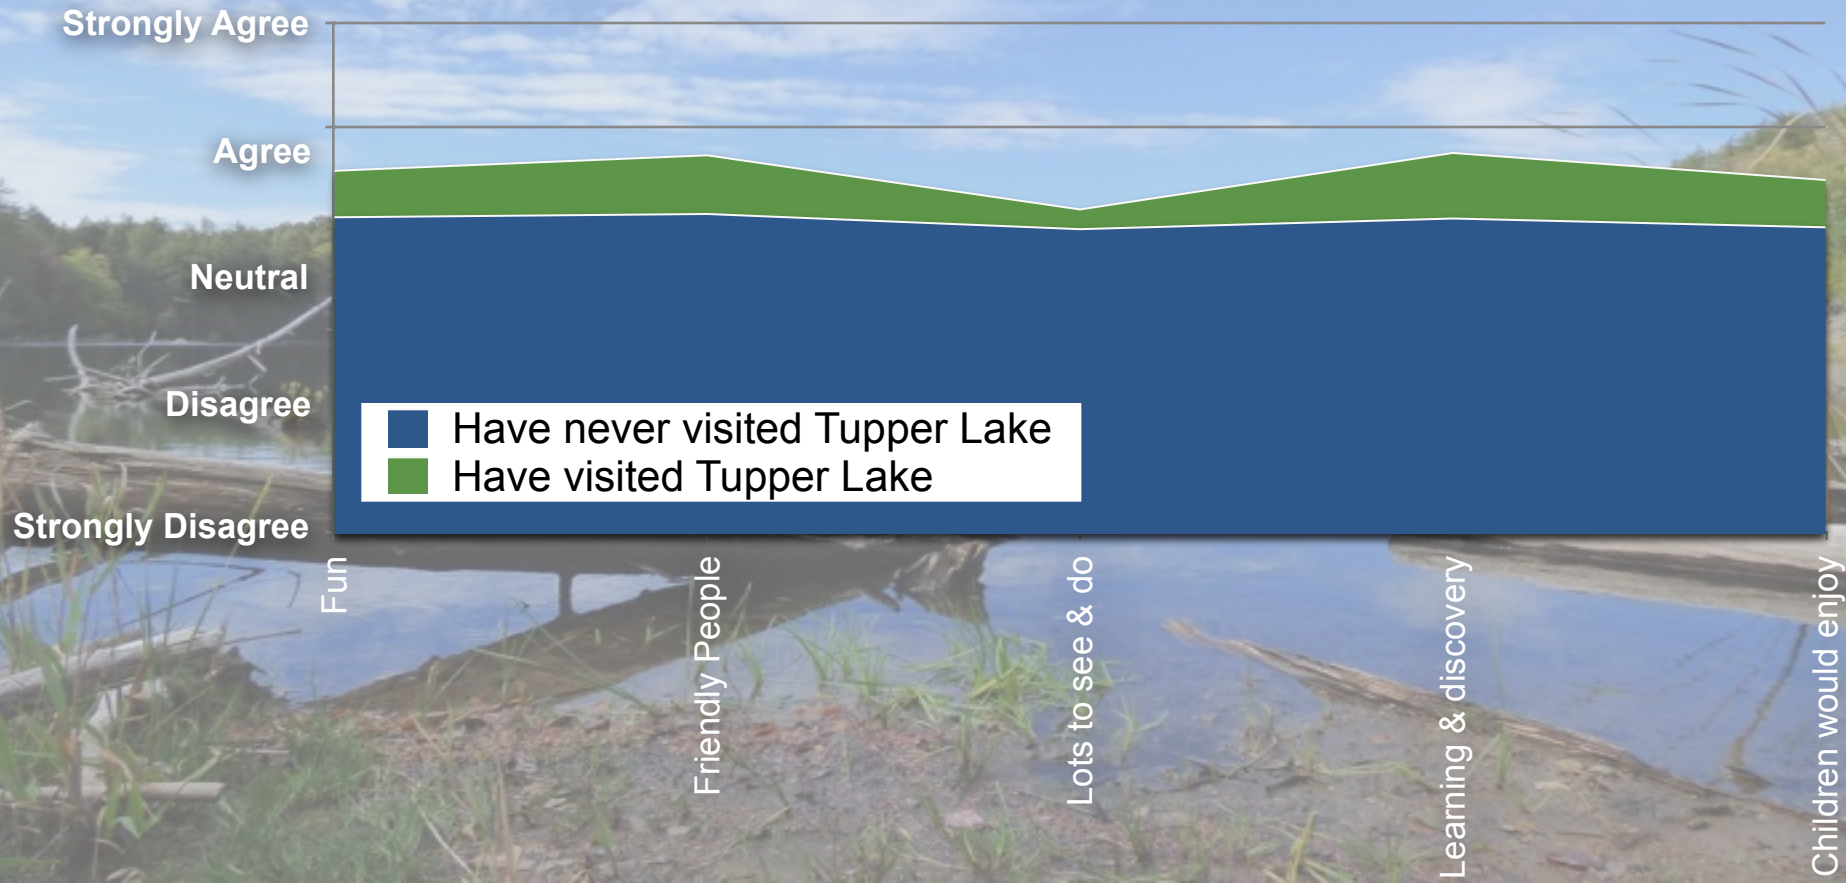 Strongly Agree
Agree
Neutral
Disagree
Strongly Disagree
Have never visited Tupper Lake
Have visited Tupper Lake
Fun
Friendly People
Lots to see & do
Learning & discovery
Children would enjoy